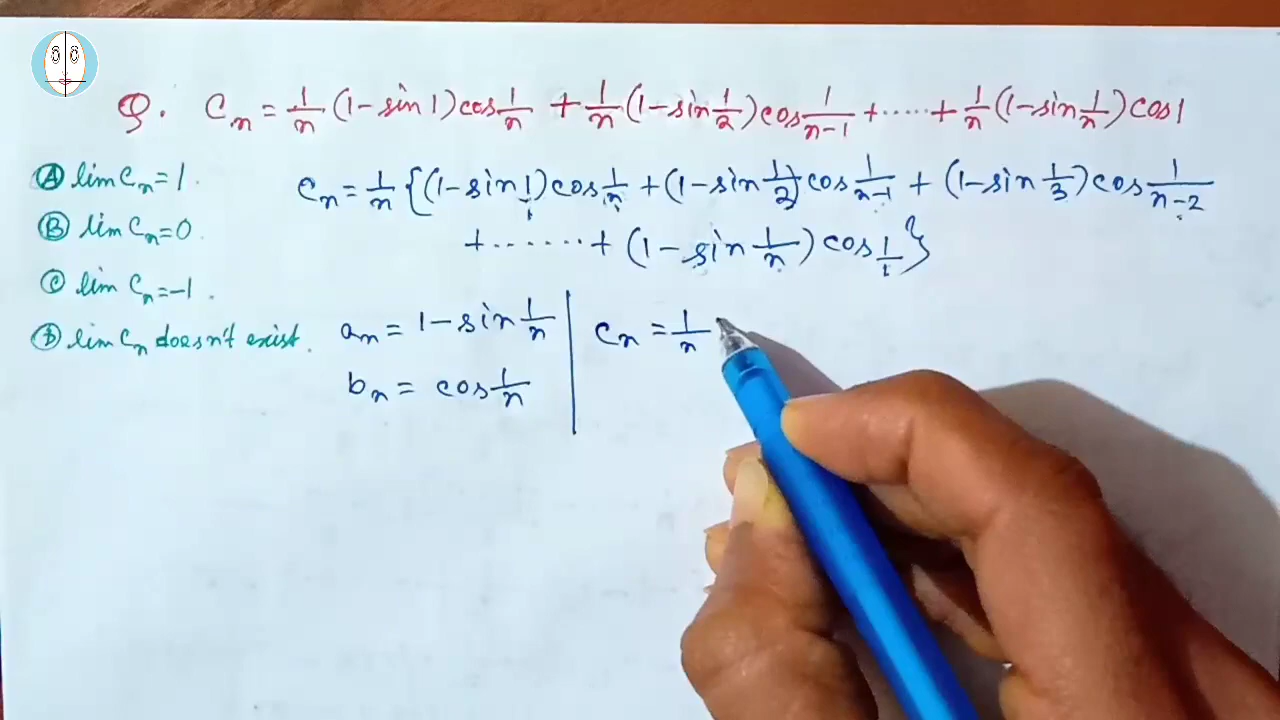 Q. Cn = 1/n (1 - sin 1) cos 1/n + 1/n (1 - sin 1/2) cos 1/n-1 + ...... + 1/n (1 - sin 1/n) cos 1
Ⓐ lim Cn = 1.
Cn = 1/n { (1 - sin 1/1) cos 1/n + (1 - sin 1/2) cos 1/n-1 + (1 - sin 1/3) cos 1/n-2
Ⓑ lim Cn = 0.
+ ....... + (1 - sin 1/n) cos 1/1 }
Ⓒ lim Cn = -1.
Ⓓ lim Cn doesn't exist.
an = 1 - sin 1/n
Cn = 1/n
bn = cos 1/n